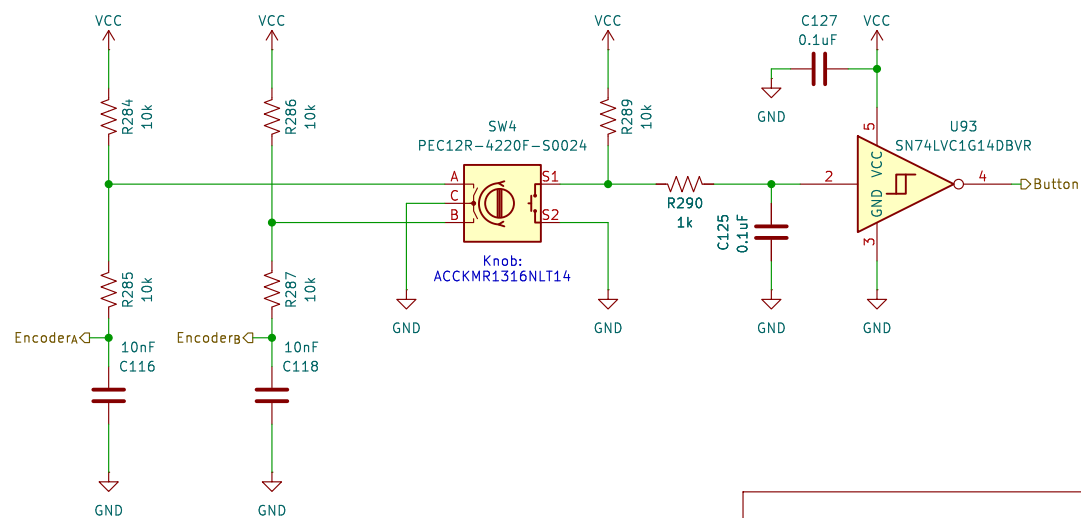 VCC
VCC
VCC
C127
0.1uF
VCC
GND
R284
10k
R286
10k
R289
10k
SW4
PEC12R-4220F-S0024
U93
SN74LVC1G14DBVR
5
VCC
GND
3
2
4
Button
A
C
B
S1
S2
R290
1k
C125
0.1uF
Knob:
ACCKMR1316NLT14
R285
10k
R287
10k
GND
GND
GND
GND
EncoderA
10nF
C116
EncoderB
10nF
C118
GND
GND